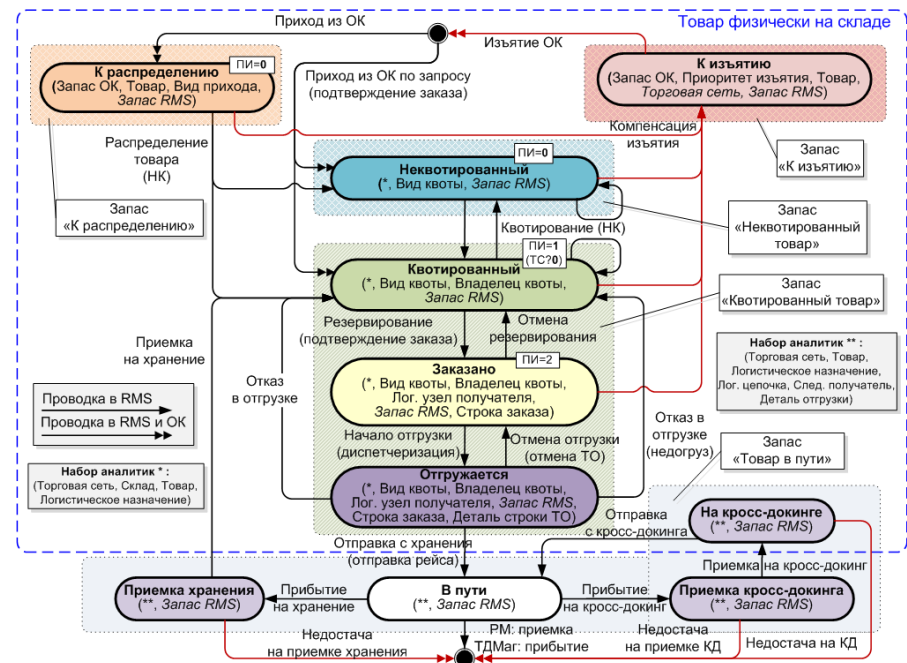 Товар физически на складе
Приход из ОК
Изъятие ОК
ПИ=0
К распределению
(Запас ОК, Товар, Вид прихода,
Запас RMS)
Приход из ОК по запросу
(подтверждение заказа)
К изъятию
(Запас ОК, Приоритет изъятия, Товар,
Торговая сеть, Запас RMS)
Распределение
товара
(НК)
Компенсация
изъятия
Запас
«К изъятию»
ПИ=0
Неквотированный
(*, Вид квоты, Запас RMS)
Запас
«К распределению»
Квотирование (НК)
Запас
«Неквотированный
товар»
ПИ=1
(ТС?0)
Квотированный
(*, Вид квоты, Владелец квоты,
Запас RMS)
Запас
«Квотированный товар»
Приемка
на хранение
Резервирование
(подтверждение заказа)
Отмена
резервирования
ПИ=2
Заказано
(*, Вид квоты, Владелец квоты,
Лог. узел получателя,
Запас RMS, Строка заказа)
Набор аналитик ** :
(Торговая сеть, Товар,
Логистическое назначение,
Лог. цепочка, След. получатель,
Деталь отгрузки)
Отказ
в отгрузке
Проводка в RMS
Проводка в RMS и ОК
Начало отгрузки
(диспетчеризация)
Отмена отгрузки
(отмена ТО)
Отказ в
отгрузке
(недогруз)
Запас
«Товар в пути»
Набор аналитик * :
(Торговая сеть, Склад, Товар,
Логистическое назначение)
Отгружается
(*, Вид квоты, Владелец квоты,
Лог. узел получателя, Запас RMS,
Строка заказа, Деталь строки ТО)
На кросс-докинге
(**, Запас RMS)
Отправка
с кросс-докинга
Отправка с хранения
(отправка рейса)
Приемка на кросс-докинг
Приемка хранения
(**, Запас RMS)
Прибытие
на хранение
В пути
(**, Запас RMS)
Прибытие
на кросс-докинг
Приемка кросс-докинга
(**, Запас RMS)
Недостача
на приемке хранения
РМ: приемка
ТДМаг: прибытие
Недостача
на приемке КД
Недостача на КД